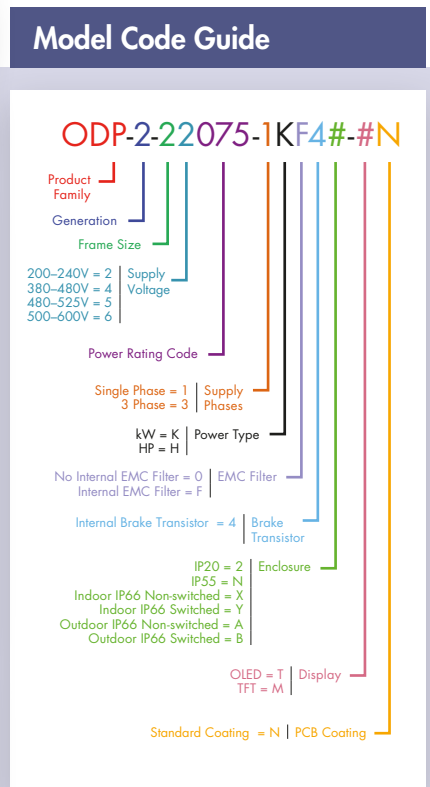 Model Code Guide
ODP-2-22075-1KF4#-#N
Product
Family
Generation
Frame Size
200–240V = 2
380–480V = 4
480–525V = 5
500–600V = 6
Supply
Voltage
Power Rating Code
Single Phase = 1
3 Phase = 3
Supply
Phases
kW = K
HP = H
Power Type
No Internal EMC Filter = 0
Internal EMC Filter = F
EMC Filter
Internal Brake Transistor = 4
Brake
Transistor
IP20 = 2
IP55 = N
Indoor IP66 Non-switched = X
Indoor IP66 Switched = Y
Outdoor IP66 Non-switched = A
Outdoor IP66 Switched = B
Enclosure
OLED = T
TFT = M
Display
Standard Coating = N
PCB Coating